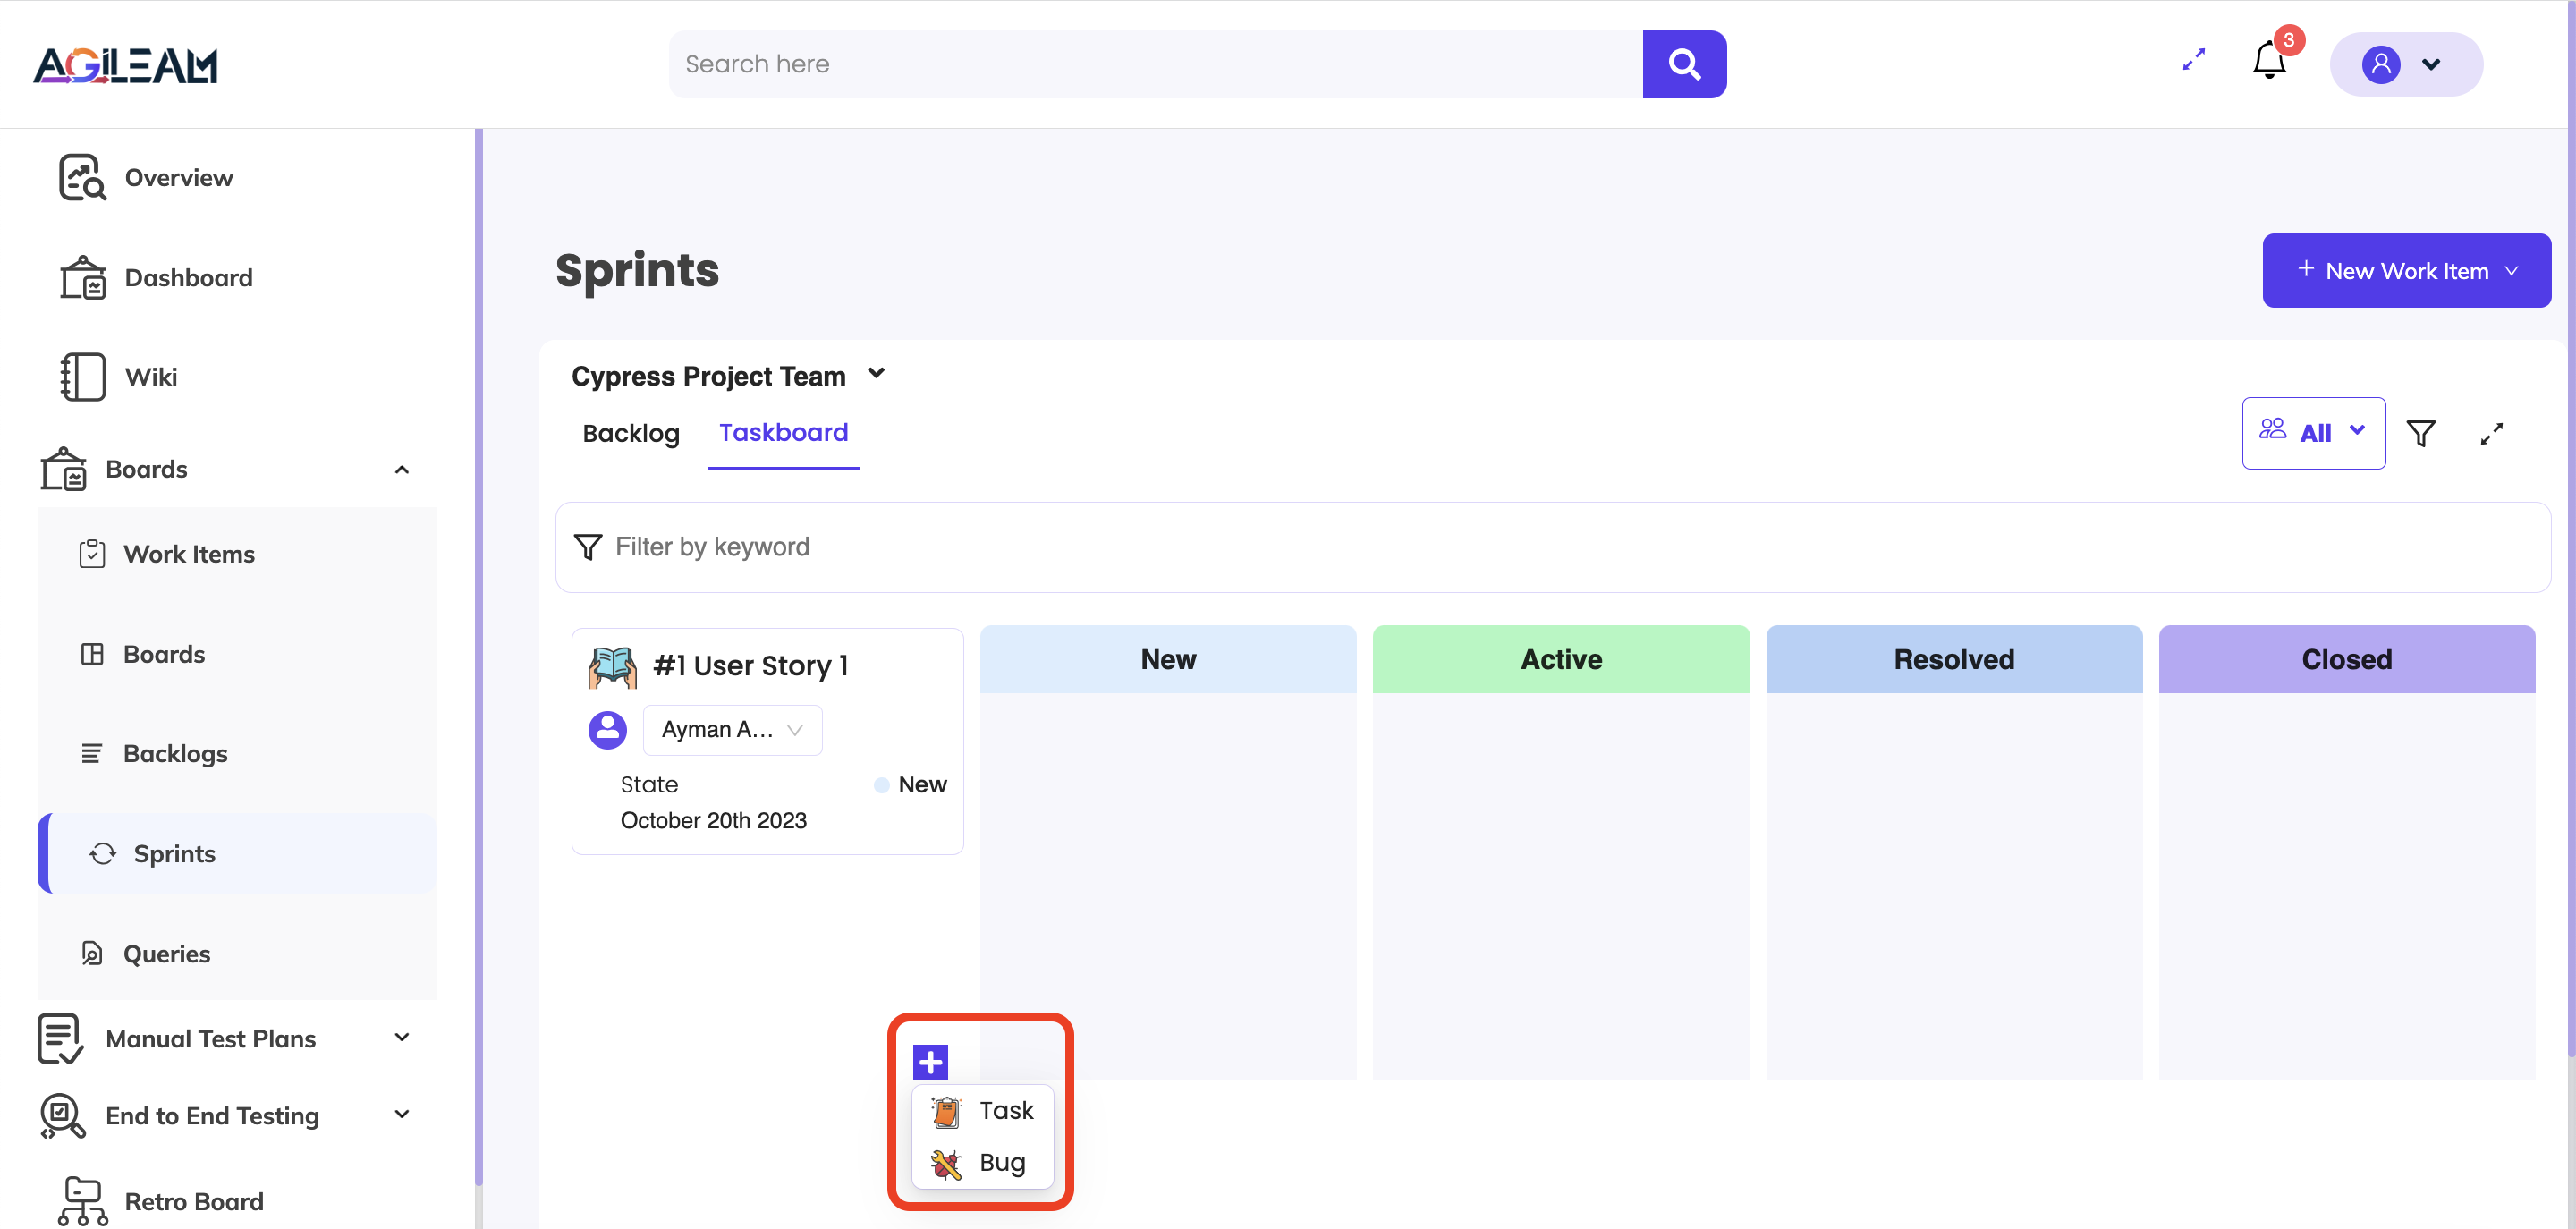 AGILEAM
Search here
3
Overview
Dashboard
Wiki
Boards
Work Items
Boards
Backlogs
Sprints
Queries
Manual Test Plans
End to End Testing
Retro Board
Sprints
+ New Work Item
Cypress Project Team
Backlog Taskboard
All
Filter by keyword
#1 User Story 1
Ayman A...
State New
October 20th 2023
New Active Resolved Closed
Task
Bug